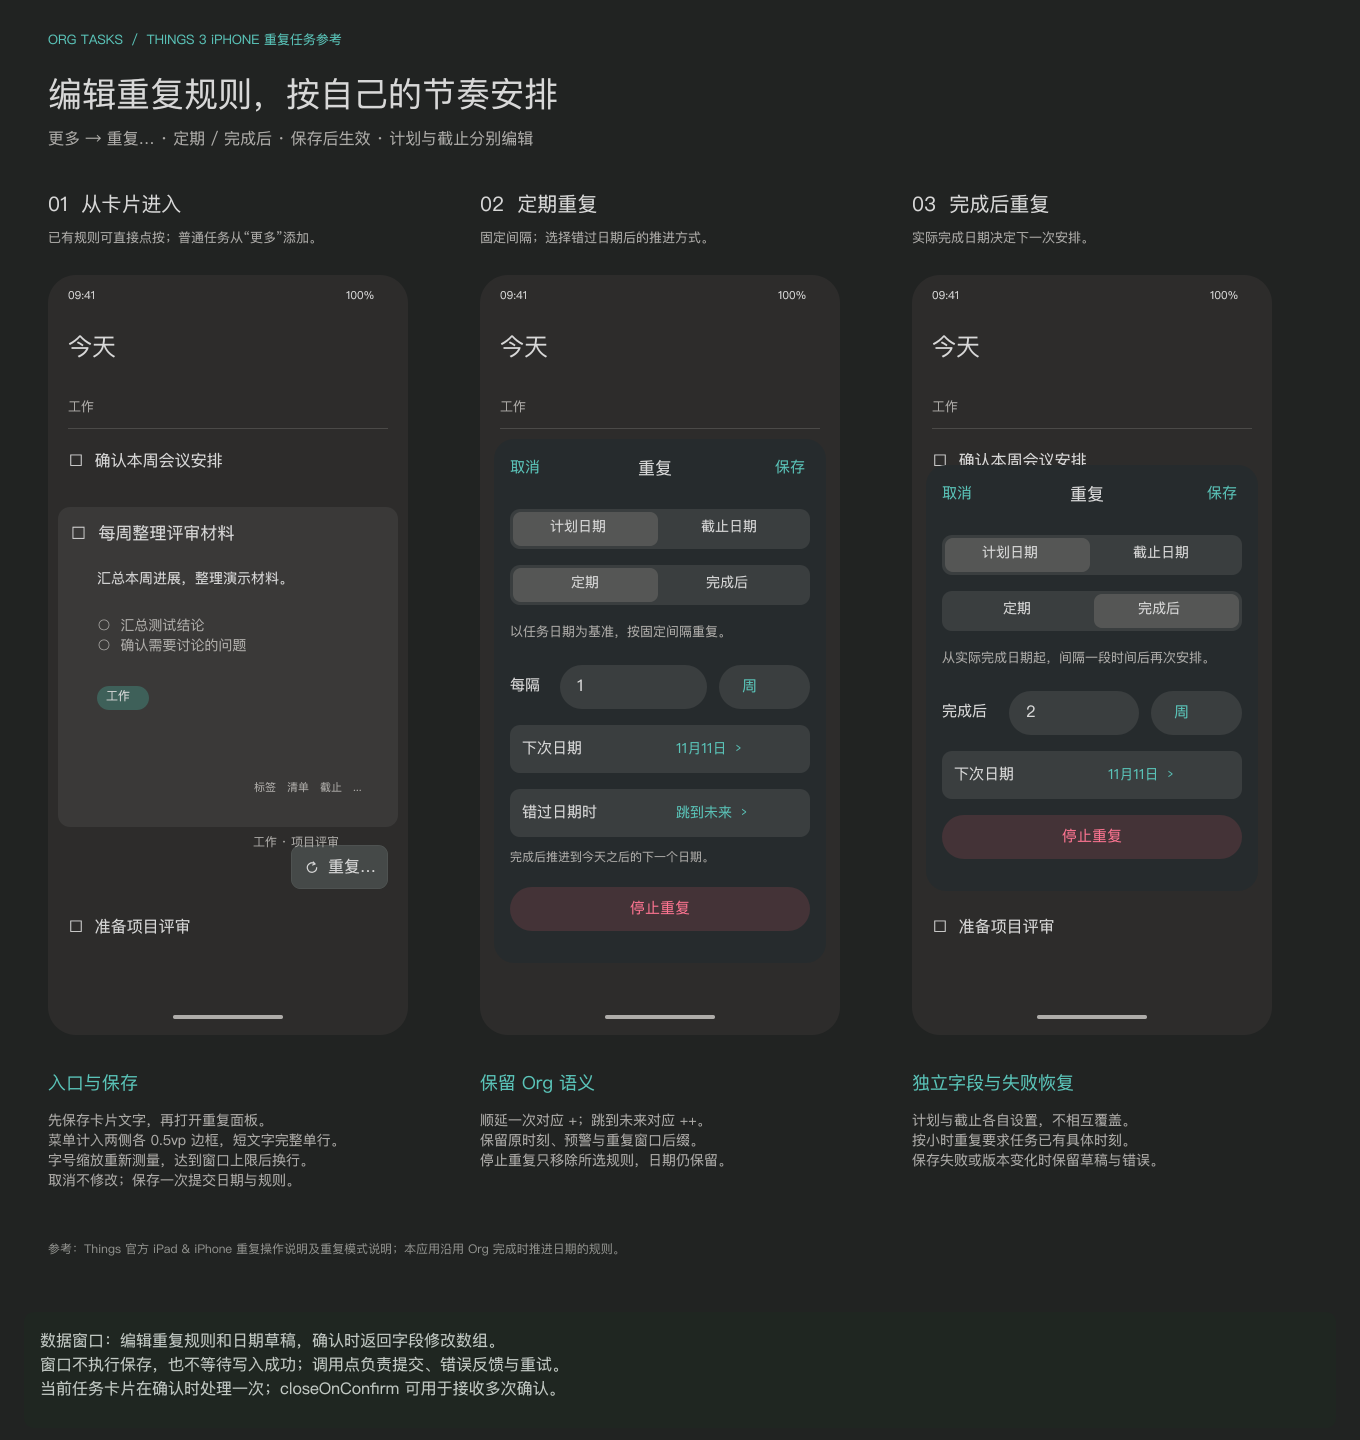 ORG TASKS / THINGS 3 iPHONE 重复任务参考
编辑重复规则，按自己的节奏安排
更多 → 重复… · 定期 / 完成后 · 保存后生效 · 计划与截止分别编辑
01 从卡片进入
已有规则可直接点按；普通任务从“更多”添加。
09:41 100%
今天
工作
确认本周会议安排
每周整理评审材料
汇总本周进展，整理演示材料。
汇总测试结论
确认需要讨论的问题
工作
标签 清单 截止 ...
工作 · 项目评审
重复…
准备项目评审
02 定期重复
固定间隔；选择错过日期后的推进方式。
09:41 100%
今天
工作
取消 重复 保存
计划日期 截止日期
定期 完成后
以任务日期为基准，按固定间隔重复。
每隔 1 周
下次日期 11月11日 ›
错过日期时 跳到未来 ›
完成后推进到今天之后的下一个日期。
停止重复
03 完成后重复
实际完成日期决定下一次安排。
09:41 100%
今天
工作
确认本周会议安排
取消 重复 保存
计划日期 截止日期
定期 完成后
从实际完成日期起，间隔一段时间后再次安排。
完成后 2 周
下次日期 11月11日 ›
停止重复
准备项目评审
入口与保存
先保存卡片文字，再打开重复面板。
菜单计入两侧各 0.5vp 边框，短文字完整单行。
字号缩放重新测量，达到窗口上限后换行。
取消不修改；保存一次提交日期与规则。
保留 Org 语义
顺延一次对应 +；跳到未来对应 ++。
保留原时刻、预警与重复窗口后缀。
停止重复只移除所选规则，日期仍保留。
独立字段与失败恢复
计划与截止各自设置，不相互覆盖。
按小时重复要求任务已有具体时刻。
保存失败或版本变化时保留草稿与错误。
参考：Things 官方 iPad & iPhone 重复操作说明及重复模式说明；本应用沿用 Org 完成时推进日期的规则。
数据窗口：编辑重复规则和日期草稿，确认时返回字段修改数组。
窗口不执行保存，也不等待写入成功；调用点负责提交、错误反馈与重试。
当前任务卡片在确认时处理一次；closeOnConfirm 可用于接收多次确认。